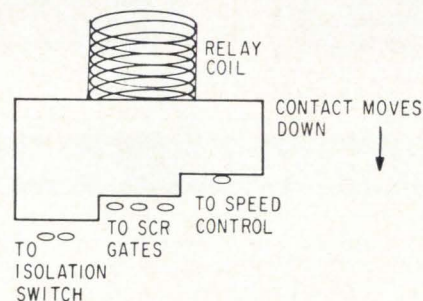 RELAY
COIL
CONTACT MOVES
DOWN
TO SPEED
CONTROL
TO SCR
GATES
TO
ISOLATION
SWITCH